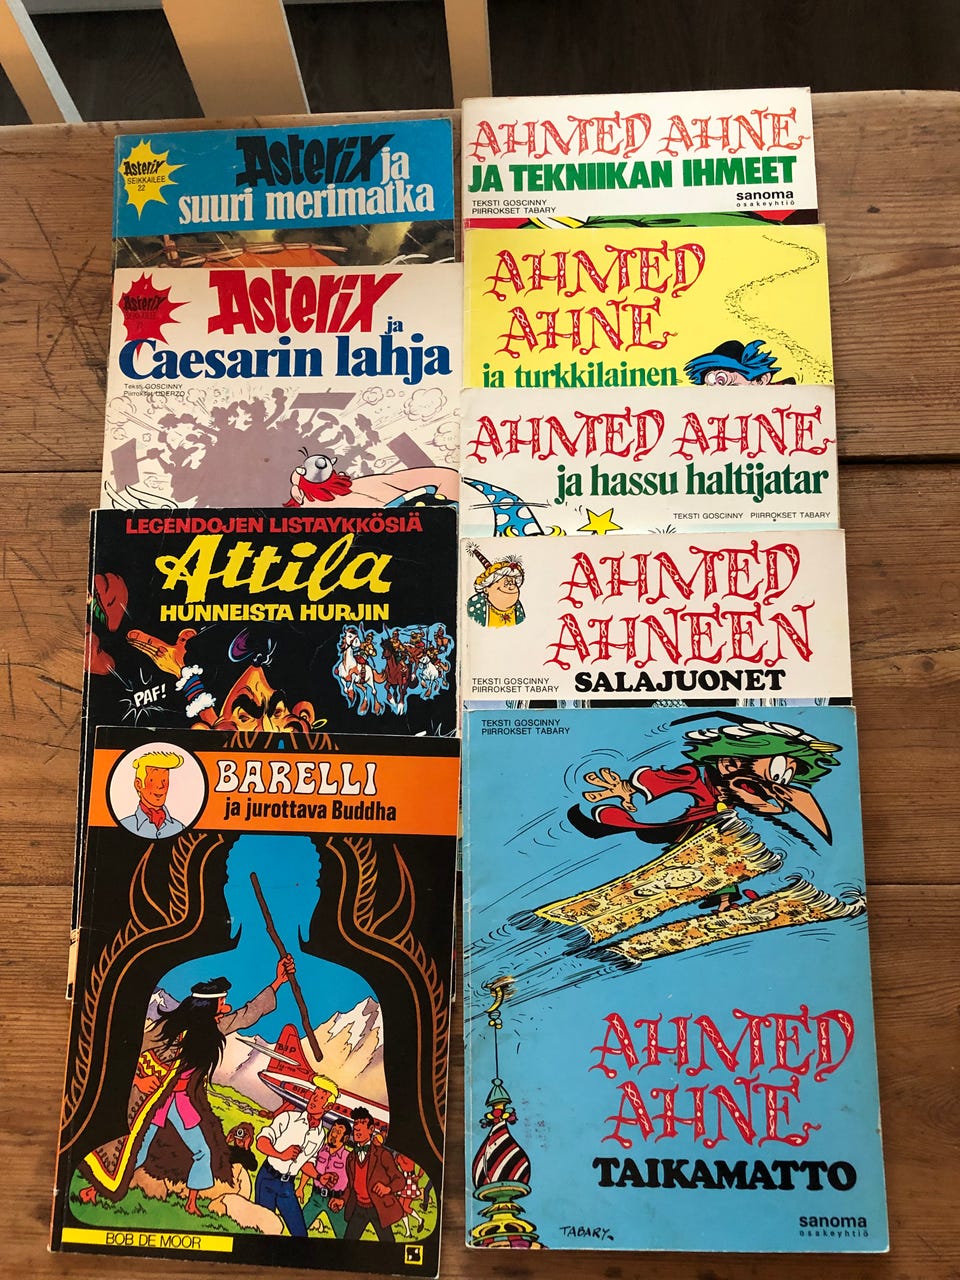 Asterix
SEIKKAILEE
22
Asterix ja
suuri merimatka
Asterix
Asterix
ja
Caesarin lahja
Teksti GOSCINNY
Piirrokset UDERZO
LEGENDOJEN LISTAYKKÖSIÄ
Attila
HUNNEISTA HURJIN
PAF!
BARELLI
ja jurottava Buddha
BOB DE MOOR
AHMED AHNE
JA TEKNIIKAN IHMEET
TEKSTI GOSCINNY
PIIRROKSET TABARY
sanoma
osakeyhtiö
AHMED
AHNE
ja turkkilainen
AHMED AHNE
ja hassu haltijatar
TEKSTI GOSCINNY PIIRROKSET TABARY
AHMED
AHNEEN
TEKSTI GOSCINNY
PIIRROKSET TABARY
SALAJUONET
TEKSTI GOSCINNY
PIIRROKSET TABARY
AHMED
AHNE
TAIKAMATTO
TABARY
sanoma
osakeyhtiö